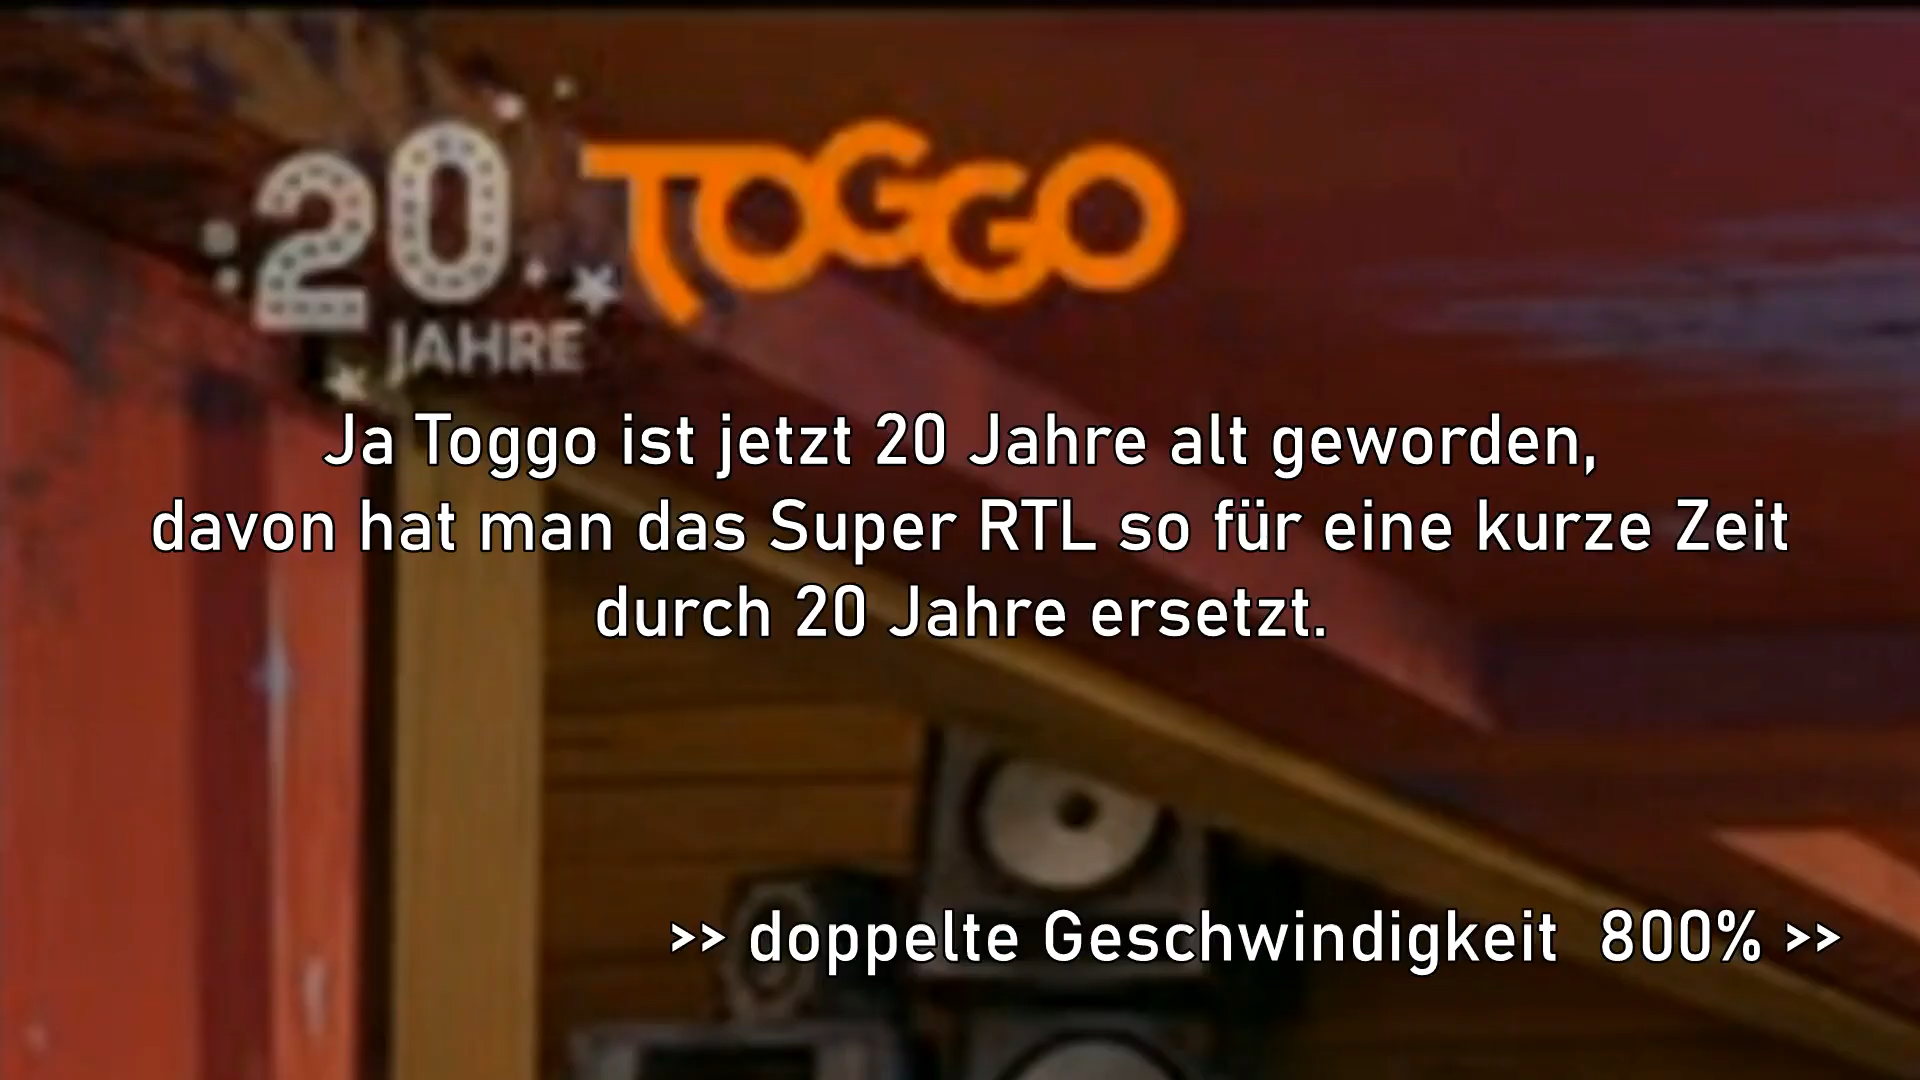 20 TOGGO
JAHRE
Ja Toggo ist jetzt 20 Jahre alt geworden,
davon hat man das Super RTL so für eine kurze Zeit
durch 20 Jahre ersetzt.
>> doppelte Geschwindigkeit 800% >>